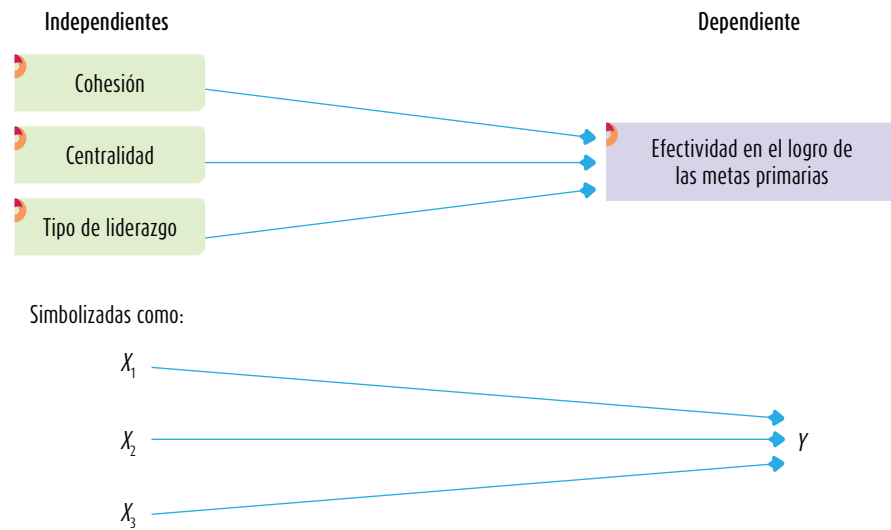 Independientes
Dependiente
Cohesión
Centralidad
Tipo de liderazgo
Efectividad en el logro de
las metas primarias
Simbolizadas como:
X₁
X₂
Y
X₃